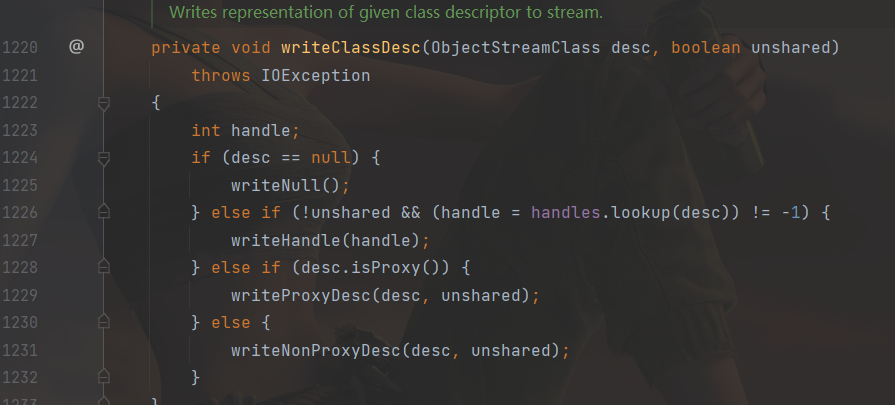 Writes representation of given class descriptor to stream.
1220 @ private void writeClassDesc(ObjectStreamClass desc, boolean unshared)
1221 throws IOException
1222 {
1223 int handle;
1224 if (desc == null) {
1225 writeNull();
1226 } else if (!unshared && (handle = handles.lookup(desc)) != -1) {
1227 writeHandle(handle);
1228 } else if (desc.isProxy()) {
1229 writeProxyDesc(desc, unshared);
1230 } else {
1231 writeNonProxyDesc(desc, unshared);
1232 }
1233 }